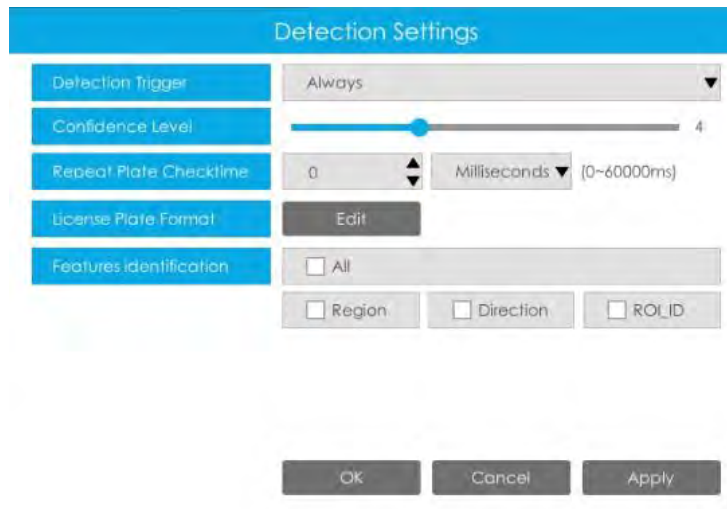 Detection Settings
Detection Trigger Always
Confidence Level 4
Repeat Plate Checktime 0 Milliseconds (0~60000ms)
License Plate Format Edit
Features identification All
Region Direction ROI_ID
OK Cancel Apply